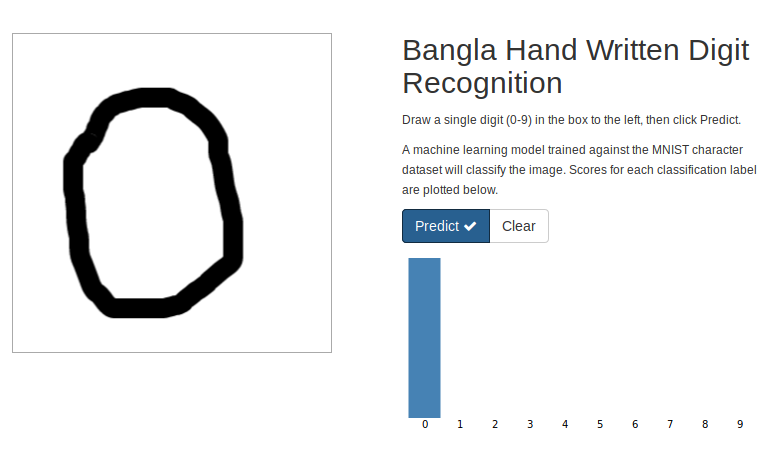 Bangla Hand Written Digit
Recognition
Draw a single digit (0-9) in the box to the left, then click Predict.
A machine learning model trained against the MNIST character
dataset will classify the image. Scores for each classification label
are plotted below.
Predict ✔ Clear
0 1 2 3 4 5 6 7 8 9